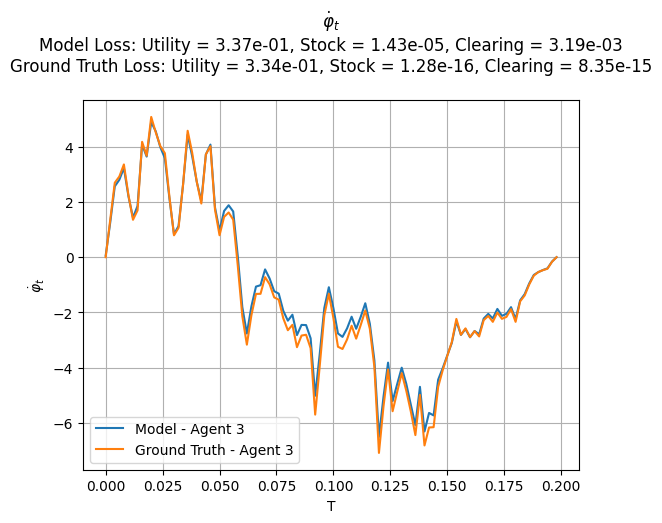 φ̇ₜ
Model Loss: Utility = 3.37e-01, Stock = 1.43e-05, Clearing = 3.19e-03
Ground Truth Loss: Utility = 3.34e-01, Stock = 1.28e-16, Clearing = 8.35e-15
4
2
0
−2
−4
−6
φ̇ₜ
Model - Agent 3
Ground Truth - Agent 3
0.000 0.025 0.050 0.075 0.100 0.125 0.150 0.175 0.200
T